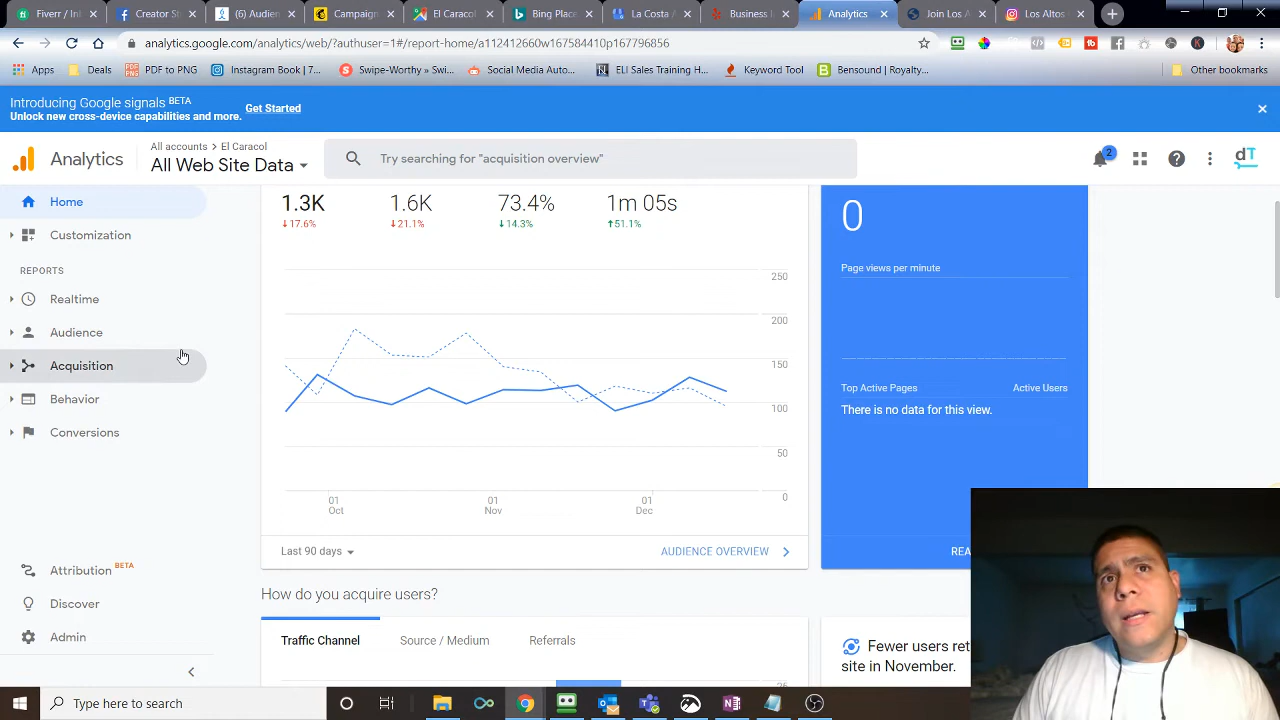 Fiverr / Inb
Creator St
(6) Audien
Campaign
El Caracol
Bing Place
La Costa /
Business I
Analytics
Join Los A
Los Altos
analytics.google.com/analytics/web/?authuser
/report-home/a112412660w167584410p167796856
Apps
Deals
PDF to PNG
Instagram Book | 7...
Swipe-Worthy » Swi...
Social Media Auto...
ELI Sales Training H...
Keyword Tool
Bensound | Royalty...
Other bookmarks
Introducing Google signals BETA
Unlock new cross-device capabilities and more.
Get Started
Analytics
All accounts > El Caracol
All Web Site Data
Try searching for "acquisition overview"
2
Home
Customization
REPORTS
Realtime
Audience
Acquisition
Behavior
Conversions
Attribution BETA
Discover
Admin
1.3K
1.6K
73.4%
1m 05s
↓17.6%
↓21.1%
↓14.3%
↑51.1%
250
200
150
100
50
0
01
Oct
01
Nov
01
Dec
Last 90 days
AUDIENCE OVERVIEW
0
Page views per minute
Top Active Pages
Active Users
There is no data for this view.
REA
How do you acquire users?
Traffic Channel
Source / Medium
Referrals
Fewer users ret
site in November.
Type here to search